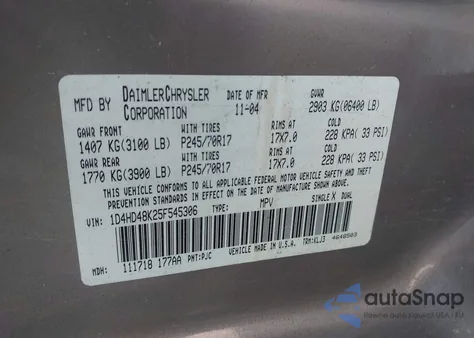 MFD BY DAIMLERCHRYSLER CORPORATION DATE OF MFR 11-04 GVWR 2903 KG(06400 LB)
GAWR FRONT WITH TIRES RIMS AT COLD
1407 KG(3100 LB) P245/70R17 17X7.0 228 KPA( 33 PSI)
GAWR REAR WITH TIRES RIMS AT COLD
1770 KG(3900 LB) P245/70R17 17X7.0 228 KPA( 33 PSI)
THIS VEHICLE CONFORMS TO ALL APPLICABLE FEDERAL MOTOR VEHICLE SAFETY
STANDARDS IN EFFECT ON THE DATE OF MANUFACTURE SHOWN ABOVE.
VIN: 1D4HD48K25F545306 TYPE: MPV SINGLE X DUAL
MDH: 111718 177AA PNT:PJC VEHICLE MADE IN U.S.A. TRM:KLJ3 4648503
autoSnap